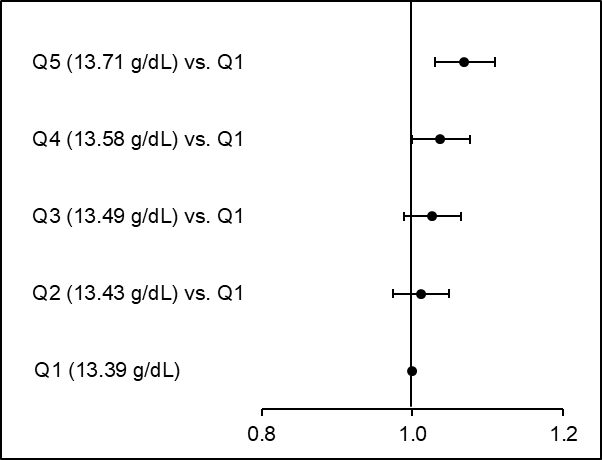 Q5 (13.71 g/dL) vs. Q1
Q4 (13.58 g/dL) vs. Q1
Q3 (13.49 g/dL) vs. Q1
Q2 (13.43 g/dL) vs. Q1
Q1 (13.39 g/dL)
0.8 1.0 1.2